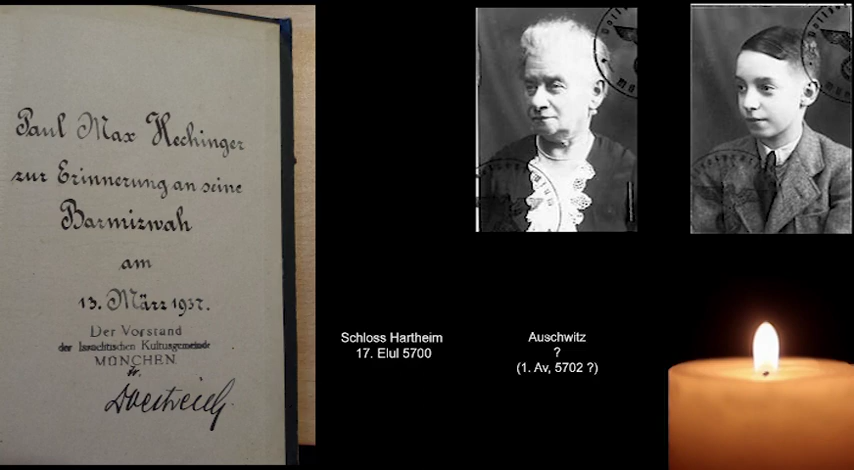 Paul Max Hechinger
zur Erinnerung an seine
Barmizwah
am
13. März 1937.
Der Vorstand
der Israelitischen Kultusgemeinde
MÜNCHEN.
Schloss Hartheim
17. Elul 5700
Auschwitz
?
(1. Av, 5702 ?)